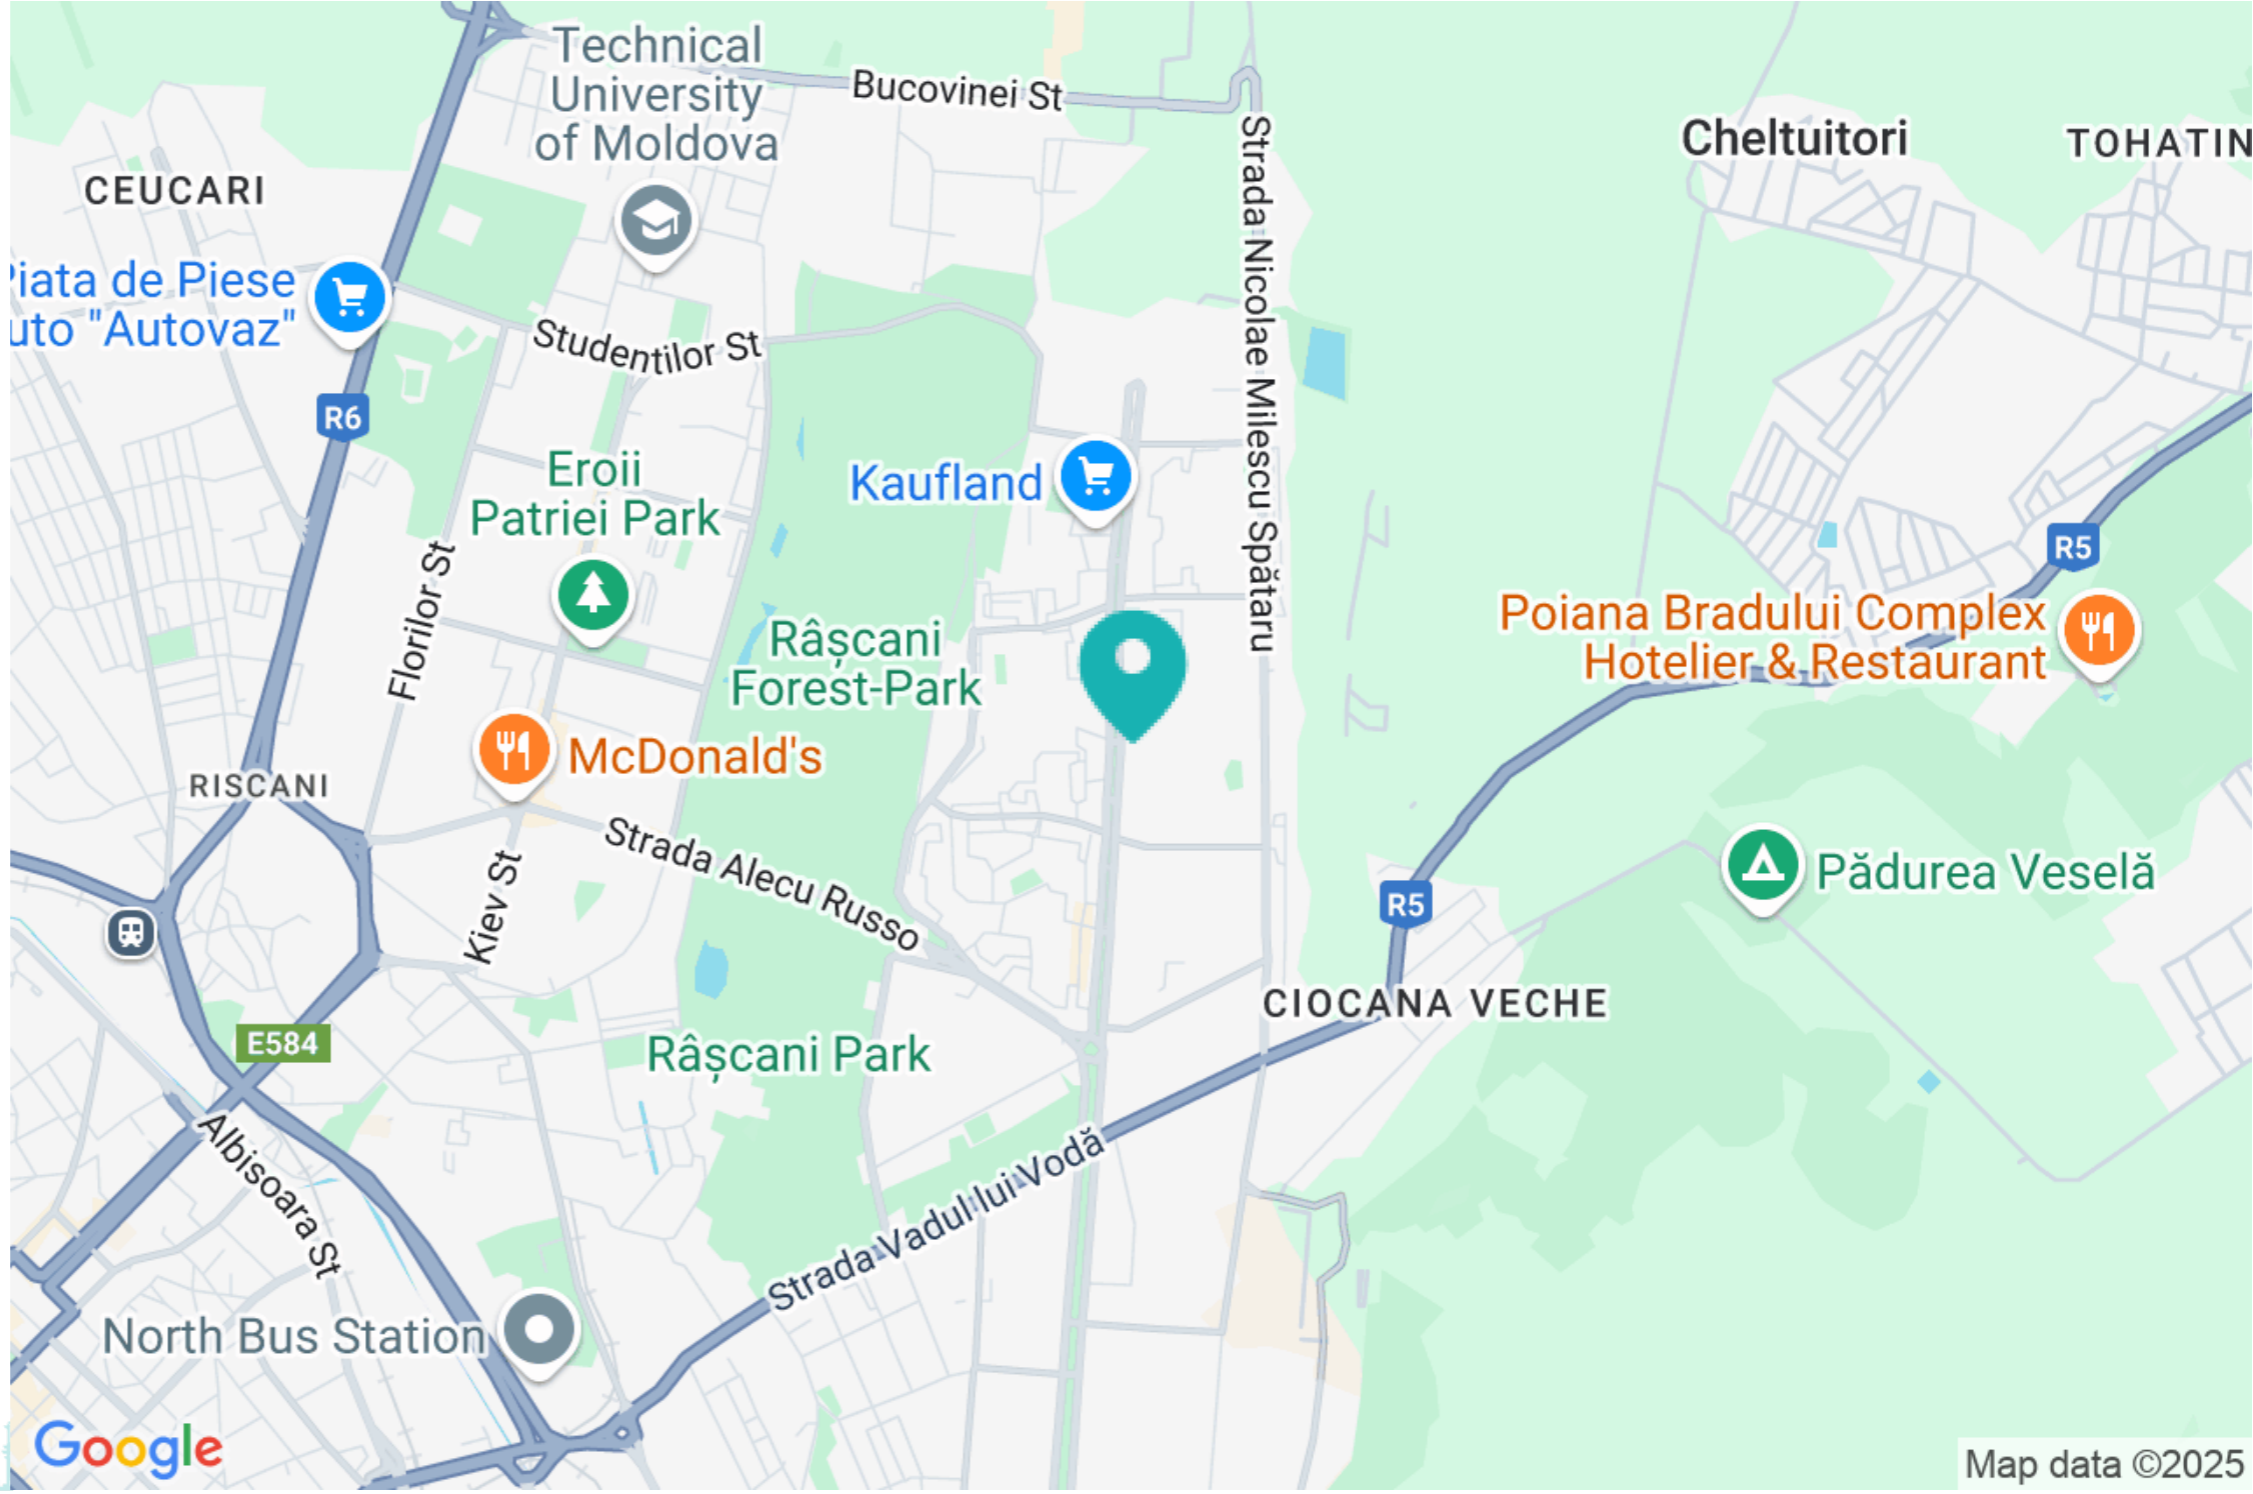 Technical
University
of Moldova
Bucovinei St
Cheltuitori
TOHATIN
CEUCARI
Strada Nicolae Milescu Spătaru
Piata de Piese
uto "Autovaz"
Studentilor St
R6
Eroii
Patriei Park
Kaufland
R5
Florilor St
Poiana Bradului Complex
Hotelier & Restaurant
Râșcani
Forest-Park
McDonald's
RISCANI
Strada Alecu Russo
Kiev St
Pădurea Veselă
R5
CIOCANA VECHE
E584
Râșcani Park
Albisoara St
Strada Vadul lui Vodă
North Bus Station
Google
Map data ©2025